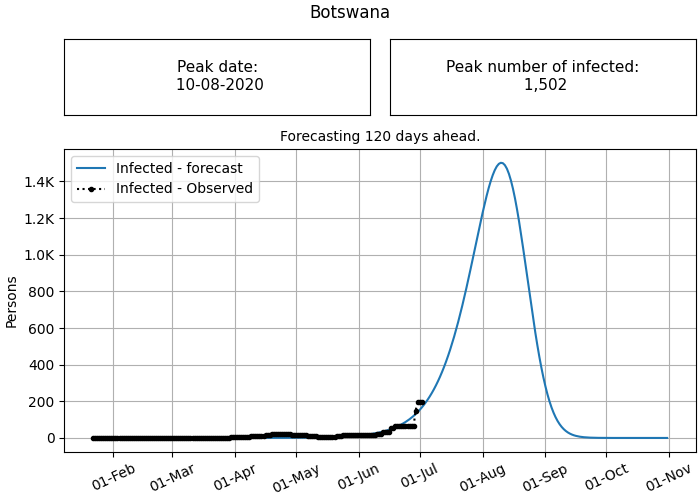 Botswana
Peak date:
10-08-2020
Peak number of infected:
1,502
Forecasting 120 days ahead.
Infected - forecast
Infected - Observed
Persons
1.4K
1.2K
1.0K
800
600
400
200
0
01-Feb
01-Mar
01-Apr
01-May
01-Jun
01-Jul
01-Aug
01-Sep
01-Oct
01-Nov